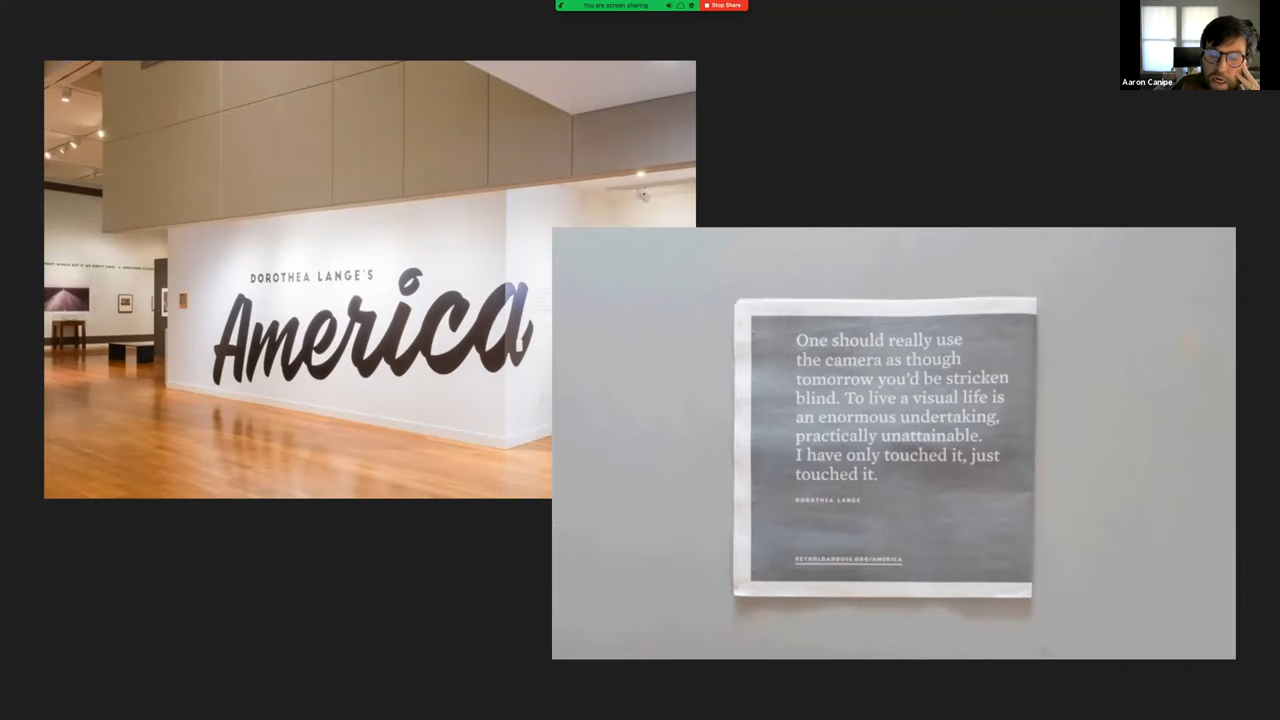 You are screen sharing
Stop Share
Aaron Canipe
DOROTHEA LANGE'S
America
One should really use
the camera as though
tomorrow you'd be stricken
blind. To live a visual life is
an enormous undertaking,
practically unattainable.
I have only touched it, just
touched it.
DOROTHEA LANGE
REYNOLDAHOUSE.ORG/AMERICA